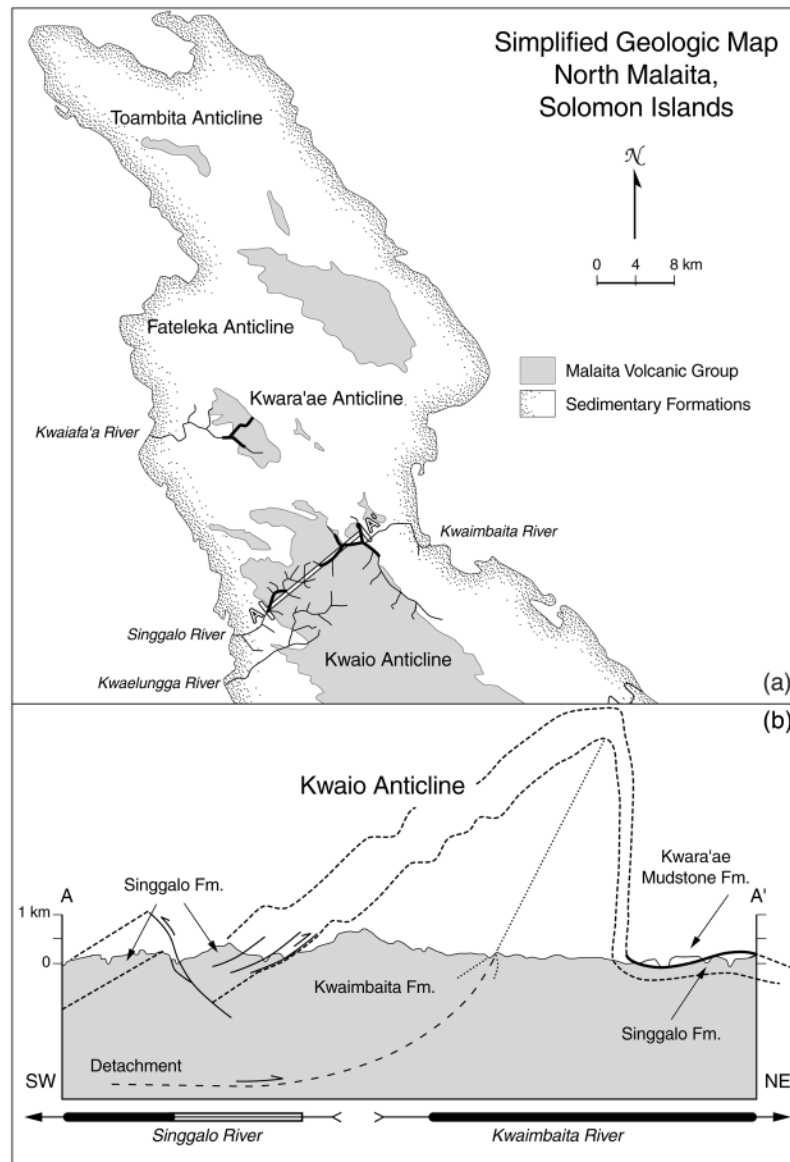 Simplified Geologic Map
North Malaita,
Solomon Islands
Toambita Anticline
N
0 4 8 km
Fateleka Anticline
Malaita Volcanic Group
Sedimentary Formations
Kwara'ae Anticline
Kwaiafa'a River
A'
Kwaimbaita River
A
Singgalo River
Kwaio Anticline
Kwaelungga River
(a)
(b)
Kwaio Anticline
A
Singgalo Fm.
Kwara'ae
Mudstone Fm.
A'
1 km
0
Kwaimbaita Fm.
Singgalo Fm.
Detachment
SW
NE
Singgalo River
Kwaimbaita River